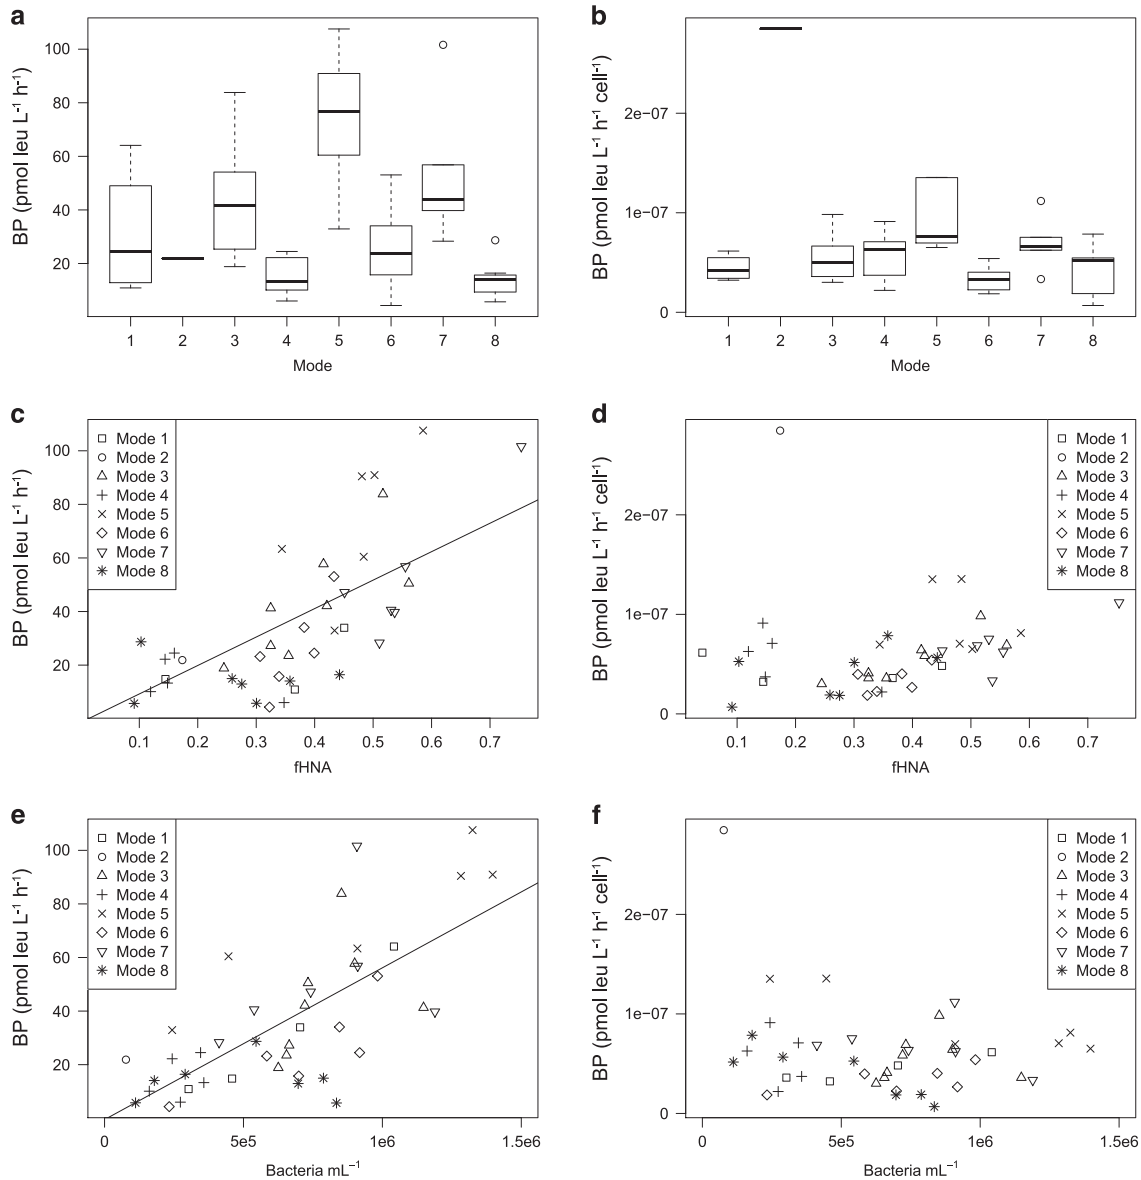 a
BP (pmol leu L⁻¹ h⁻¹)
100
80
60
40
20
1 2 3 4 5 6 7 8
Mode
b
BP (pmol leu L⁻¹ h⁻¹ cell⁻¹)
2e−07
1e−07
0
1 2 3 4 5 6 7 8
Mode
c
BP (pmol leu L⁻¹ h⁻¹)
100
80
60
40
20
Mode 1
Mode 2
Mode 3
Mode 4
Mode 5
Mode 6
Mode 7
Mode 8
0.1 0.2 0.3 0.4 0.5 0.6 0.7
fHNA
d
BP (pmol leu L⁻¹ h⁻¹ cell⁻¹)
2e−07
1e−07
0
Mode 1
Mode 2
Mode 3
Mode 4
Mode 5
Mode 6
Mode 7
Mode 8
0.1 0.2 0.3 0.4 0.5 0.6 0.7
fHNA
e
BP (pmol leu L⁻¹ h⁻¹)
100
80
60
40
20
Mode 1
Mode 2
Mode 3
Mode 4
Mode 5
Mode 6
Mode 7
Mode 8
0 5e5 1e6 1.5e6
Bacteria mL⁻¹
f
BP (pmol leu L⁻¹ h⁻¹ cell⁻¹)
2e−07
1e−07
0
Mode 1
Mode 2
Mode 3
Mode 4
Mode 5
Mode 6
Mode 7
Mode 8
0 5e5 1e6 1.5e6
Bacteria mL⁻¹